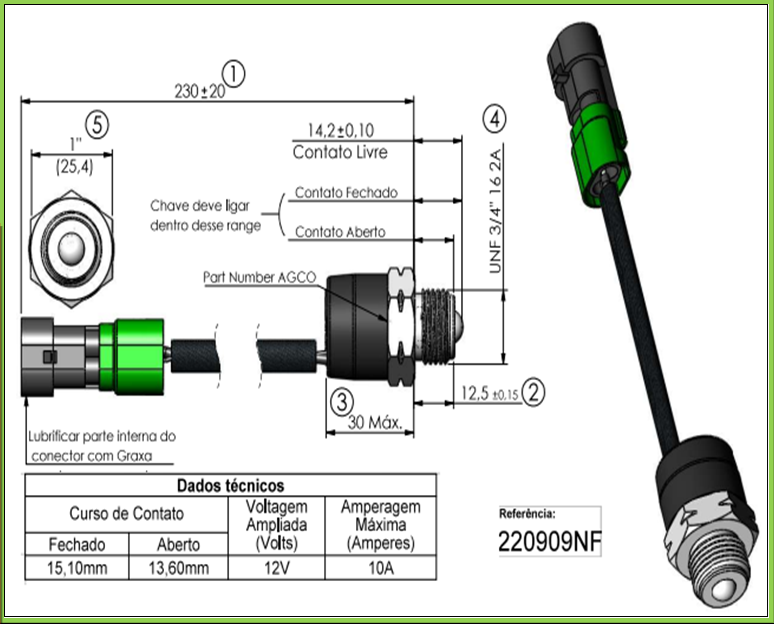 1
230±20
5
1"
(25,4)
14,2±0,10
Contato Livre
4
Contato Fechado
Chave deve ligar
dentro desse range
Contato Aberto
UNF 3/4" 16 2A
Part Number AGCO
12,5 ±0,15
2
3
30 Máx.
Lubrificar parte interna do
conector com Graxa
Dados técnicos
Curso de Contato
Voltagem
Ampliada
(Volts)
Amperagem
Máxima
(Amperes)
Fechado
Aberto
15,10mm
13,60mm
12V
10A
Referência:
220909NF